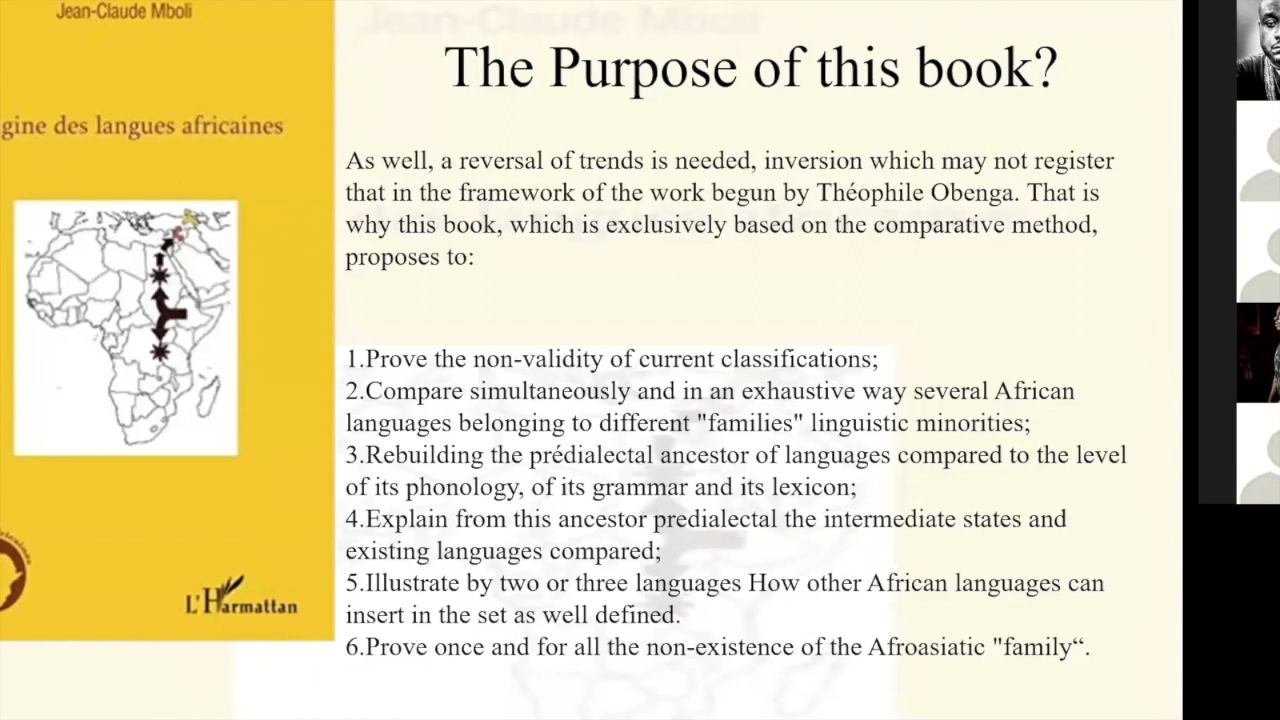 Jean-Claude Mboli
gine des langues africaines
L'Harmattan
The Purpose of this book?
As well, a reversal of trends is needed, inversion which may not register
that in the framework of the work begun by Théophile Obenga. That is
why this book, which is exclusively based on the comparative method,
proposes to:
1.Prove the non-validity of current classifications;
2.Compare simultaneously and in an exhaustive way several African
languages belonging to different "families" linguistic minorities;
3.Rebuilding the prédialectal ancestor of languages compared to the level
of its phonology, of its grammar and its lexicon;
4.Explain from this ancestor predialectal the intermediate states and
existing languages compared;
5.Illustrate by two or three languages How other African languages can
insert in the set as well defined.
6.Prove once and for all the non-existence of the Afroasiatic "family“.